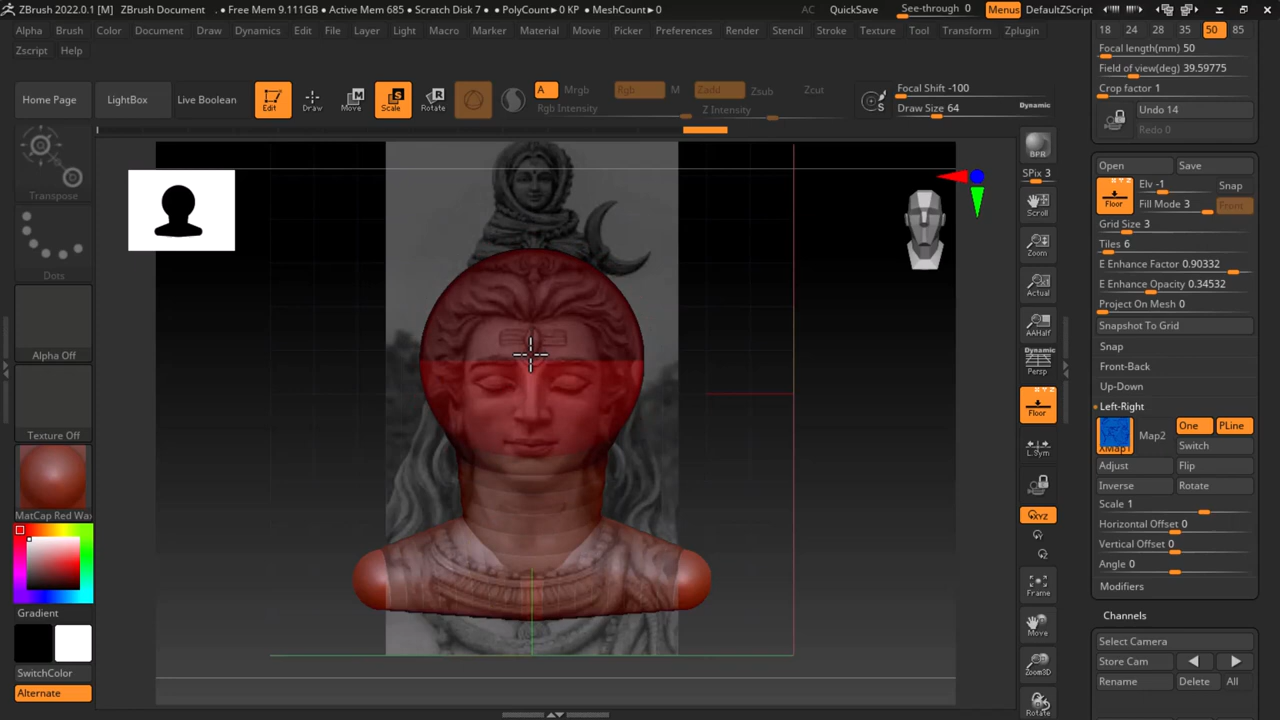 ZBrush 2022.0.1 [M] ZBrush Document • Free Mem 9.111GB • Active Mem 685 • Scratch Disk 7 • PolyCount▸0 KP • MeshCount▸0 AC QuickSave See-through 0 Menus DefaultZScript
Alpha Brush Color Document Draw Dynamics Edit File Layer Light Macro Marker Material Movie Picker Preferences Render Stencil Stroke Texture Tool Transform Zplugin
Zscript Help
Home Page LightBox Live Boolean Edit Draw Move Scale Rotate
A Mrgb Rgb M Zadd Zsub Zcut
Rgb Intensity Z Intensity
Focal Shift -100
Draw Size 64 Dynamic
Transpose
Dots
Alpha Off
Texture Off
MatCap Red Wa
Gradient
SwitchColor
Alternate
BPR
SPix 3
Scroll
Zoom
Actual
AAHalf
Dynamic
Persp
X Y Z
Floor
L.Sym
XYZ
Y
Z
Frame
Move
Zoom3D
Rotate
18 24 28 35 50 85
Focal length(mm) 50
Field of view(deg) 39.59775
Crop factor 1
Undo 14
Redo 0
Open Save
X Y Z
Floor
Elv -1 Snap
Fill Mode 3 Front
Grid Size 3
Tiles 6
E Enhance Factor 0.90332
E Enhance Opacity 0.34532
Project On Mesh 0
Snapshot To Grid
Snap
Front-Back
Up-Down
Left-Right
XMap1 Map2 One PLine
Switch
Adjust Flip
Inverse Rotate
Scale 1
Horizontal Offset 0
Vertical Offset 0
Angle 0
Modifiers
Channels
Select Camera
Store Cam
Rename Delete All